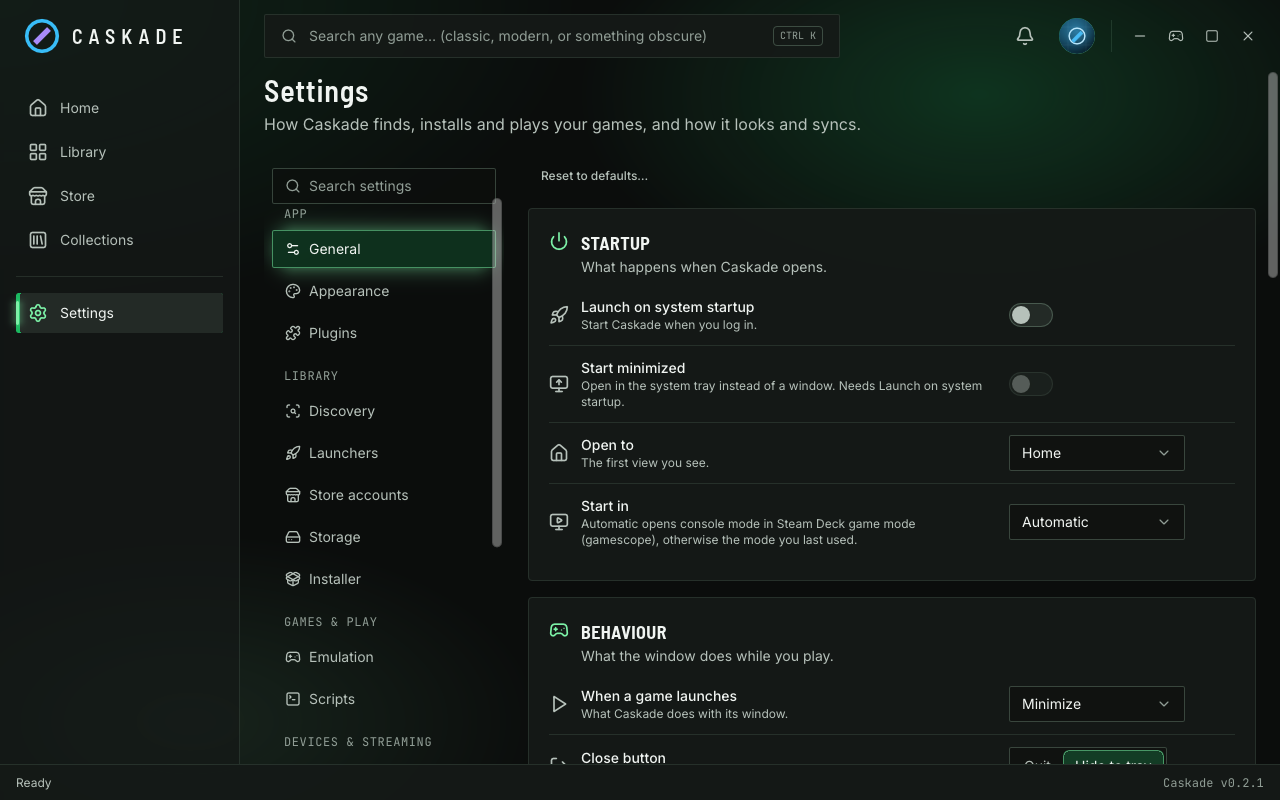 CASKADE
Search any game... (classic, modern, or something obscure)
CTRL K
Home
Library
Store
Collections
Settings
Settings
How Caskade finds, installs and plays your games, and how it looks and syncs.
Search settings
APP
General
Appearance
Plugins
LIBRARY
Discovery
Launchers
Store accounts
Storage
Installer
GAMES & PLAY
Emulation
Scripts
DEVICES & STREAMING
Reset to defaults...
STARTUP
What happens when Caskade opens.
Launch on system startup
Start Caskade when you log in.
Start minimized
Open in the system tray instead of a window. Needs Launch on system
startup.
Open to
The first view you see.
Home
Start in
Automatic opens console mode in Steam Deck game mode
(gamescope), otherwise the mode you last used.
Automatic
BEHAVIOUR
What the window does while you play.
When a game launches
What Caskade does with its window.
Minimize
Close button
Quit
Hide to tray
Ready
Caskade v0.2.1